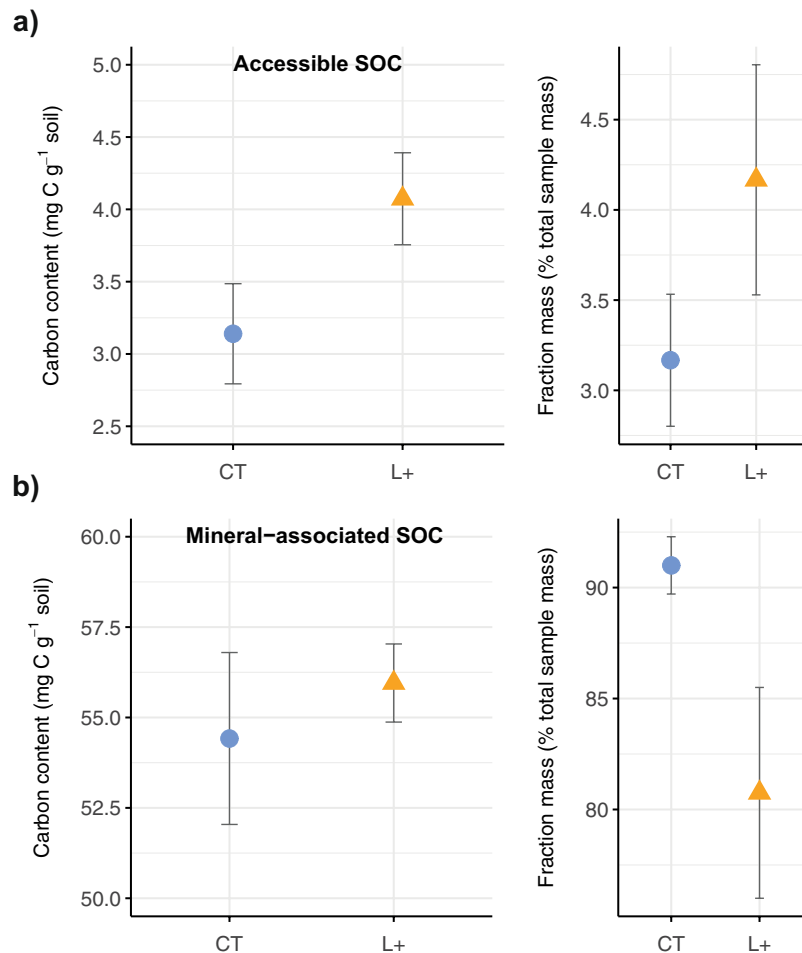 a)
Accessible SOC
Carbon content (mg C g⁻¹ soil)
5.0
4.5
4.0
3.5
3.0
2.5
CT
L+
Fraction mass (% total sample mass)
4.5
4.0
3.5
3.0
CT
L+
b)
Mineral−associated SOC
Carbon content (mg C g⁻¹ soil)
60.0
57.5
55.0
52.5
50.0
CT
L+
Fraction mass (% total sample mass)
90
85
80
CT
L+